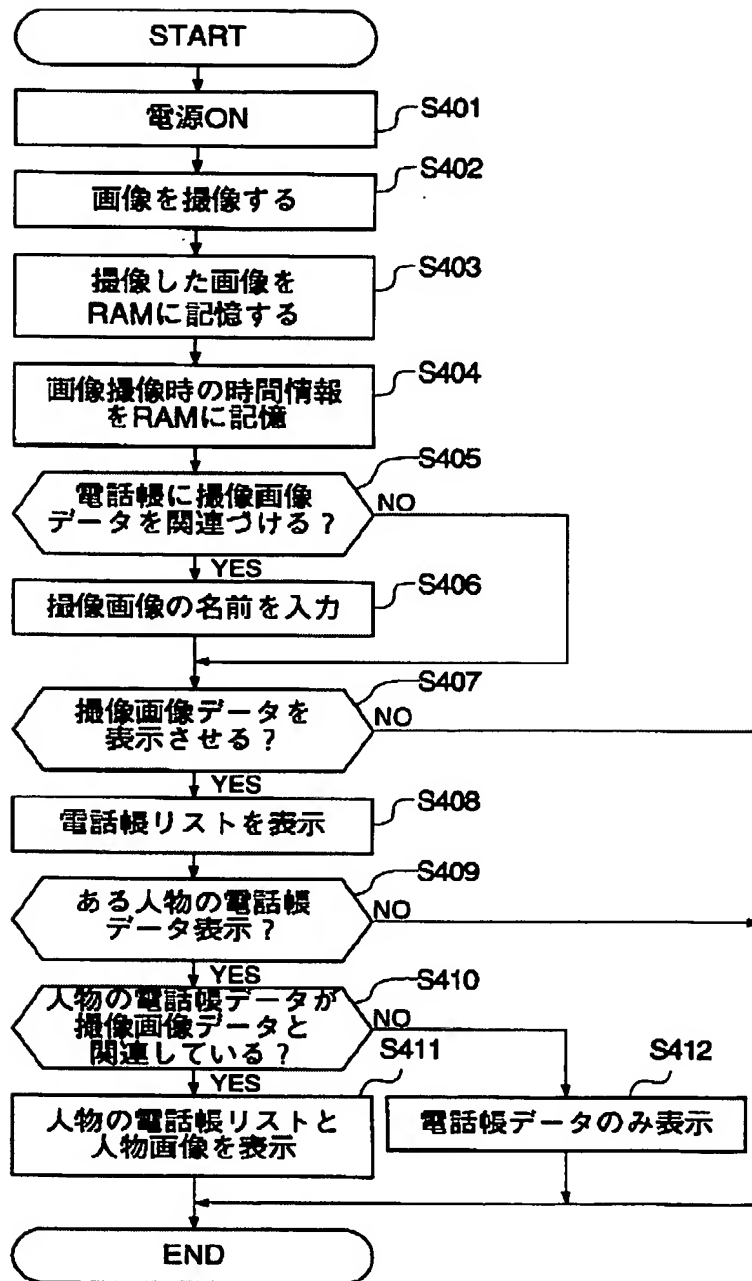 START
電源ON
S401
画像を撮像する
S402
撮像した画像を
RAMに記憶する
S403
画像撮像時の時間情報
をRAMに記憶
S404
電話帳に撮像画像
データを関連づける？
S405
NO
YES
撮像画像の名前を入力
S406
撮像画像データを
表示させる？
S407
NO
YES
電話帳リストを表示
S408
ある人物の電話帳
データ表示？
S409
NO
YES
人物の電話帳データが
撮像画像データと
関連している？
S410
NO
YES
人物の電話帳リストと
人物画像を表示
S411
電話帳データのみ表示
S412
END